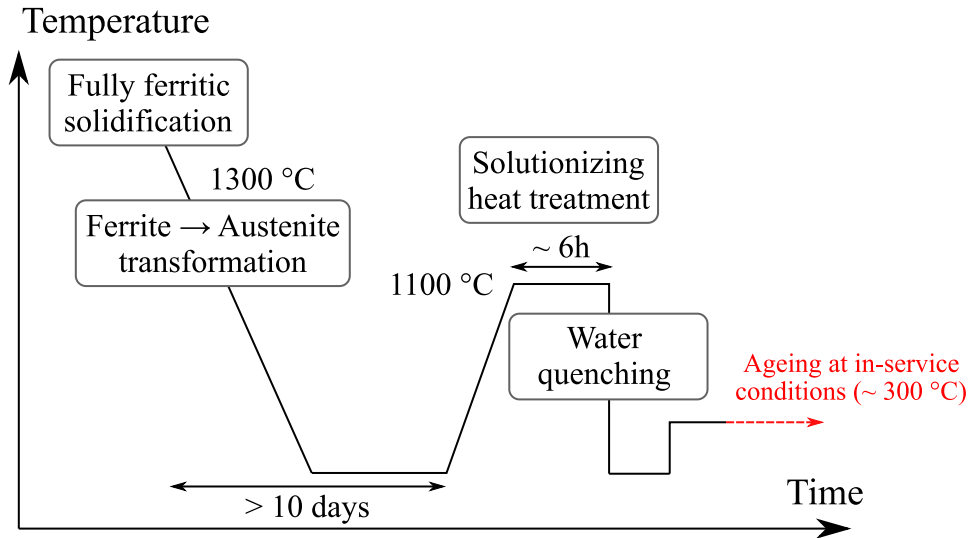 Temperature
Fully ferritic
solidification
1300 °C
Ferrite → Austenite
transformation
Solutionizing
heat treatment
~ 6h
1100 °C
Water
quenching
Ageing at in-service
conditions (~ 300 °C)
> 10 days
Time